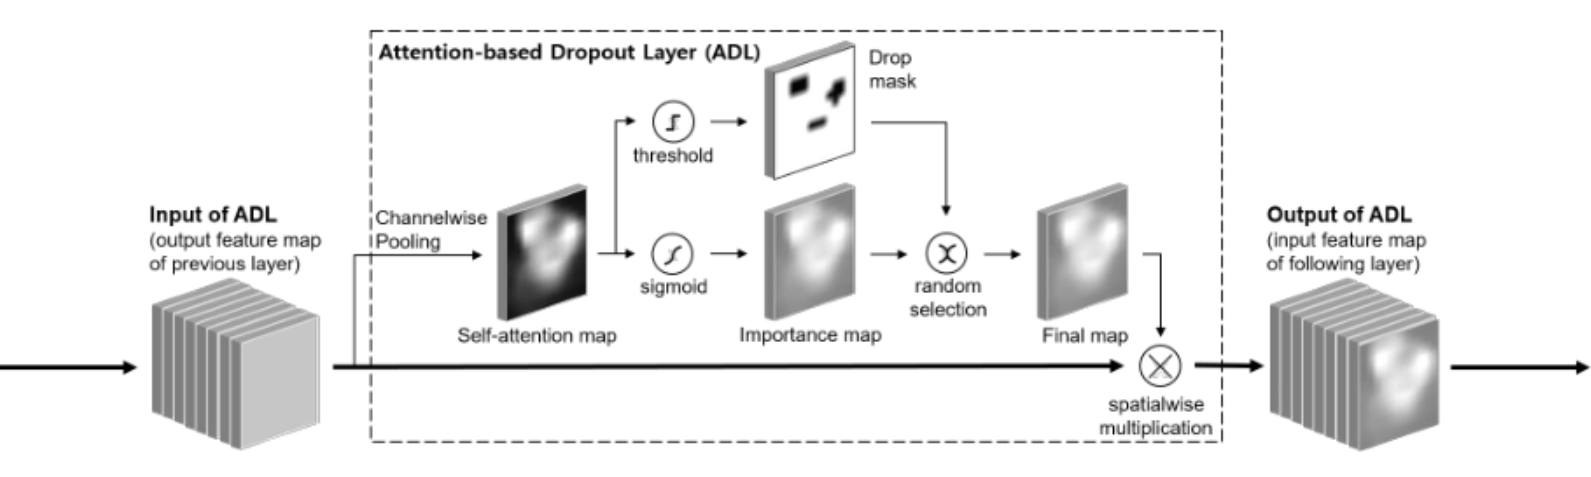 Attention-based Dropout Layer (ADL)
Drop
mask
threshold
Input of ADL
(output feature map
of previous layer)
Channelwise
Pooling
Output of ADL
(input feature map
of following layer)
sigmoid
random
selection
Self-attention map
Importance map
Final map
spatialwise
multiplication